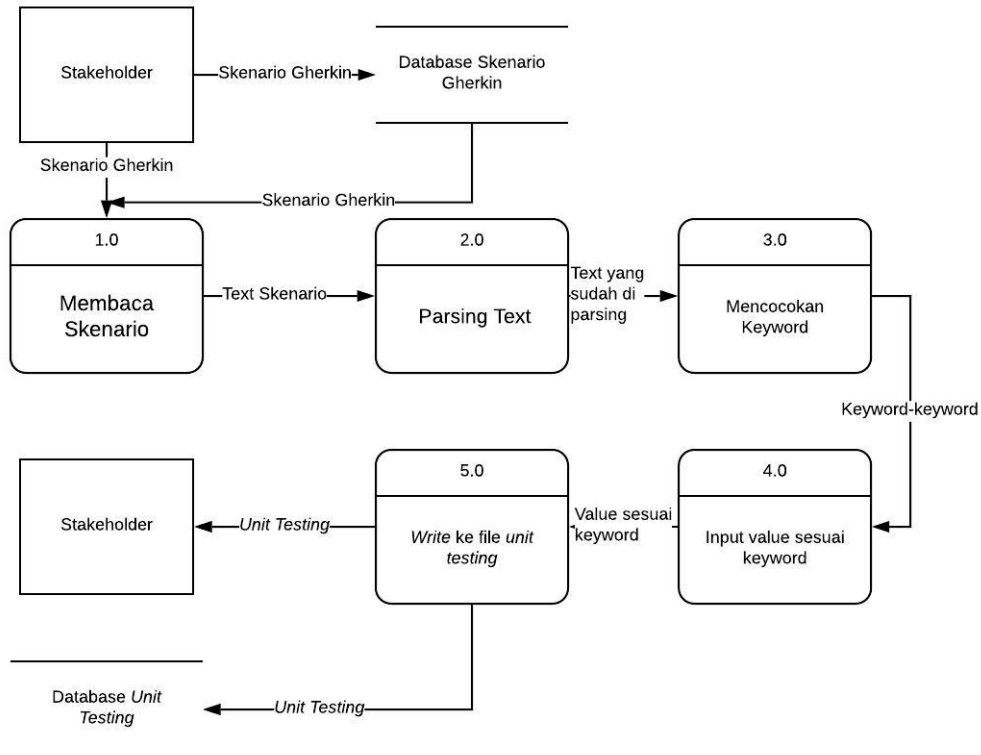 Stakeholder
Skenario Gherkin
Database Skenario
Gherkin
Skenario Gherkin
Skenario Gherkin
1.0
Membaca
Skenario
Text Skenario
2.0
Parsing Text
Text yang
sudah di
parsing
3.0
Mencocokan
Keyword
Keyword-keyword
4.0
Input value sesuai
keyword
Value sesuai
keyword
5.0
Write ke file unit
testing
Unit Testing
Stakeholder
Unit Testing
Database Unit
Testing